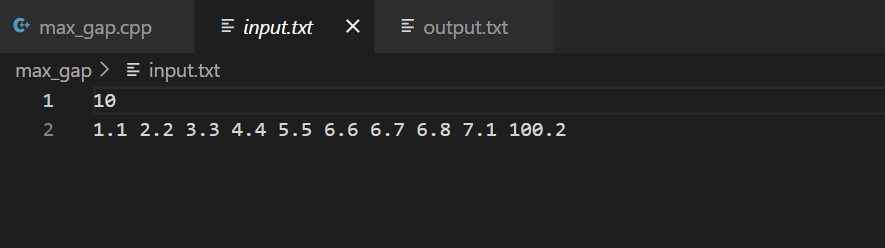 max_gap.cpp input.txt output.txt
max_gap > input.txt
1 10
2 1.1 2.2 3.3 4.4 5.5 6.6 6.7 6.8 7.1 100.2